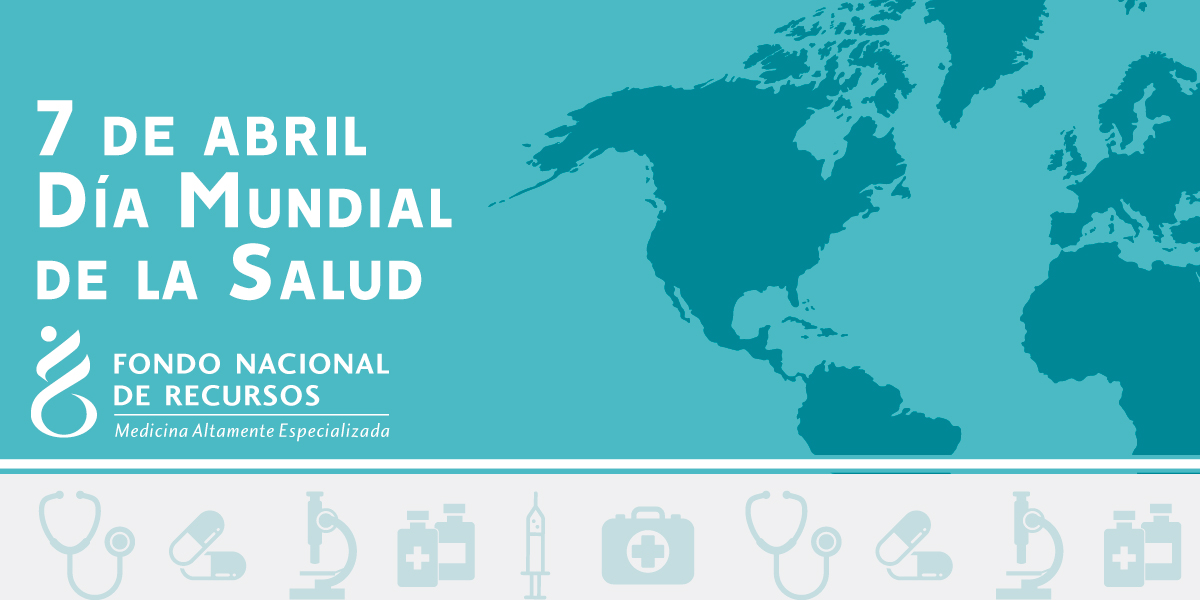 7 DE ABRIL
DÍA MUNDIAL
DE LA SALUD
FONDO NACIONAL
DE RECURSOS
Medicina Altamente Especializada